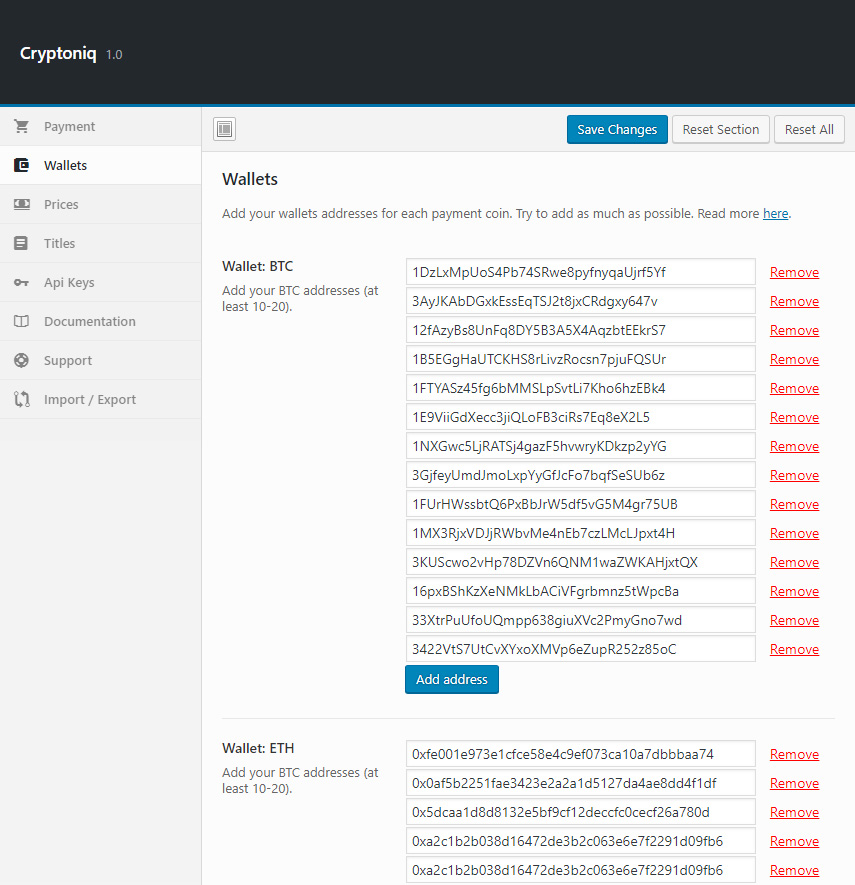 Cryptoniq 1.0
Payment
Wallets
Prices
Titles
Api Keys
Documentation
Support
Import / Export
Save Changes Reset Section Reset All
Wallets
Add your wallets addresses for each payment coin. Try to add as much as possible. Read more here.
Wallet: BTC
Add your BTC addresses (at
least 10-20).
1DzLxMpUoS4Pb74SRwe8pyfnyqaUjrf5Yf Remove
3AyJKAbDGxkEssEqTSJ2t8jxCRdgxy647v Remove
12fAzyBs8UnFq8DY5B3A5X4AqzbtEEkrS7 Remove
1B5EGgHaUTCKHS8rLivzRocsn7pjuFQSUr Remove
1FTYASz45fg6bMMSLpSvtLi7Kho6hzEBk4 Remove
1E9ViiGdXecc3jiQLoFB3ciRs7Eq8eX2L5 Remove
1NXGwc5LjRATSj4gazF5hvwryKDkzp2yYG Remove
3GjfeyUmdJmoLxpYyGfJcFo7bqfSeSUb6z Remove
1FUrHWssbtQ6PxBbJrW5df5vG5M4gr75UB Remove
1MX3RjxVDJjRWbvMe4nEb7czLMcLJpxt4H Remove
3KUScwo2vHp78DZVn6QNM1waZWKAHjxtQX Remove
16pxBShKzXeNMkLbACiVFgrbmnz5tWpcBa Remove
33XtrPuUfoUQmpp638giuXVc2PmyGno7wd Remove
3422VtS7UtCvXYxoXMVp6eZupR252z85oC Remove
Add address
Wallet: ETH
Add your BTC addresses (at
least 10-20).
0xfe001e973e1cfce58e4c9ef073ca10a7dbbbaa74 Remove
0x0af5b2251fae3423e2a2a1d5127da4ae8dd4f1df Remove
0x5dcaa1d8d8132e5bf9cf12deccfc0cecf26a780d Remove
0xa2c1b2b038d16472de3b2c063e6e7f2291d09fb6 Remove
0xa2c1b2b038d16472de3b2c063e6e7f2291d09fb6 Remove